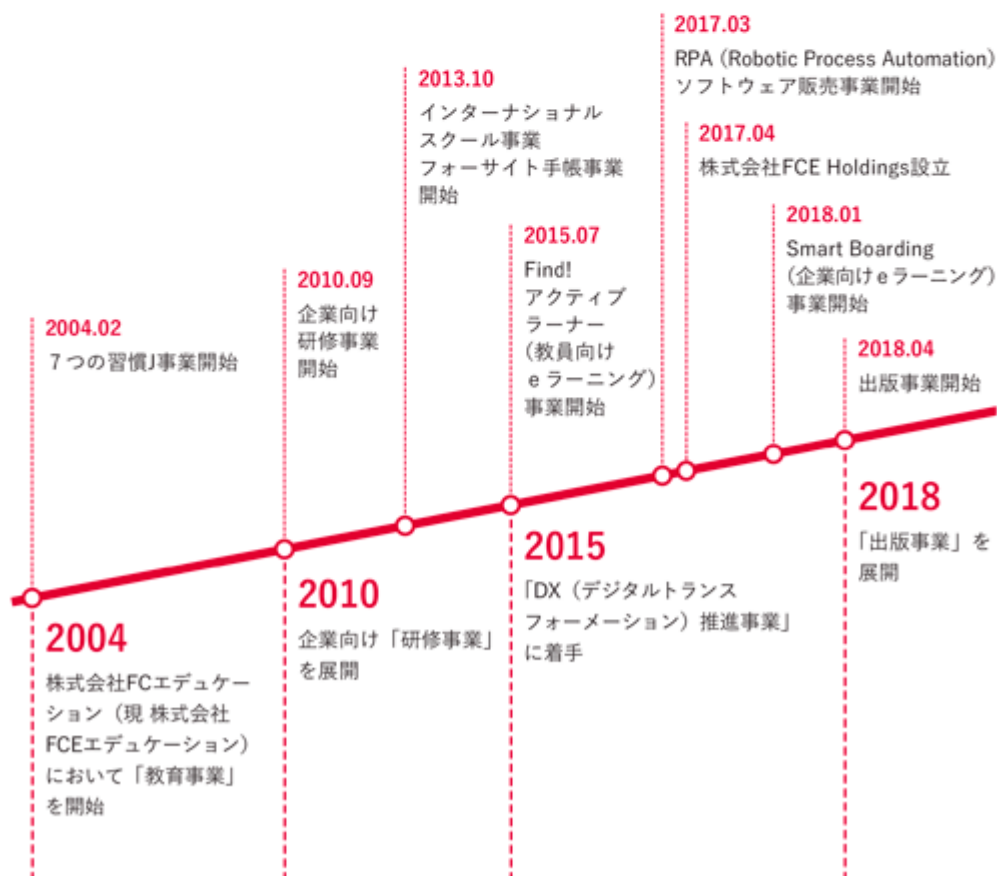 2017.03
RPA (Robotic Process Automation)
ソフトウェア販売事業開始
2013.10
インターナショナル
スクール事業
フォーサイト手帳事業
開始
2017.04
株式会社FCE Holdings設立
2018.01
Smart Boarding
(企業向けeラーニング)
事業開始
2015.07
Find!
アクティブ
ラーナー
(教員向け
eラーニング)
事業開始
2010.09
企業向け
研修事業
開始
2004.02
7つの習慣J事業開始
2018.04
出版事業開始
2004
株式会社FCエデュケー
ション（現 株式会社
FCEエデュケーション）
において「教育事業」
を開始
2010
企業向け「研修事業」
を展開
2015
「DX（デジタルトランス
フォーメーション）推進事業」
に着手
2018
「出版事業」を
展開